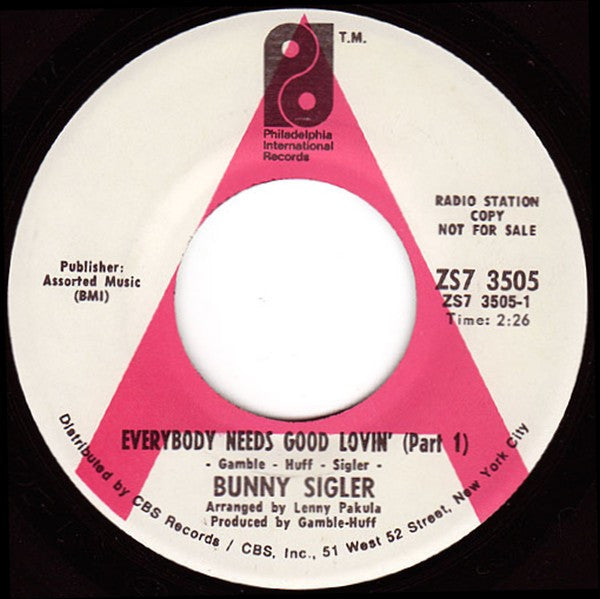 T.M.
Philadelphia
International
Records
RADIO STATION
COPY
NOT FOR SALE
Publisher:
Assorted Music
(BMI)
ZS7 3505
ZS7 3505-1
Time: 2:26
EVERYBODY NEEDS GOOD LOVIN' (Part 1)
- Gamble - Huff - Sigler -
BUNNY SIGLER
Arranged by Lenny Pakula
Produced by Gamble-Huff
Distributed by CBS Records / CBS, Inc., 51 West 52 Street, New York City